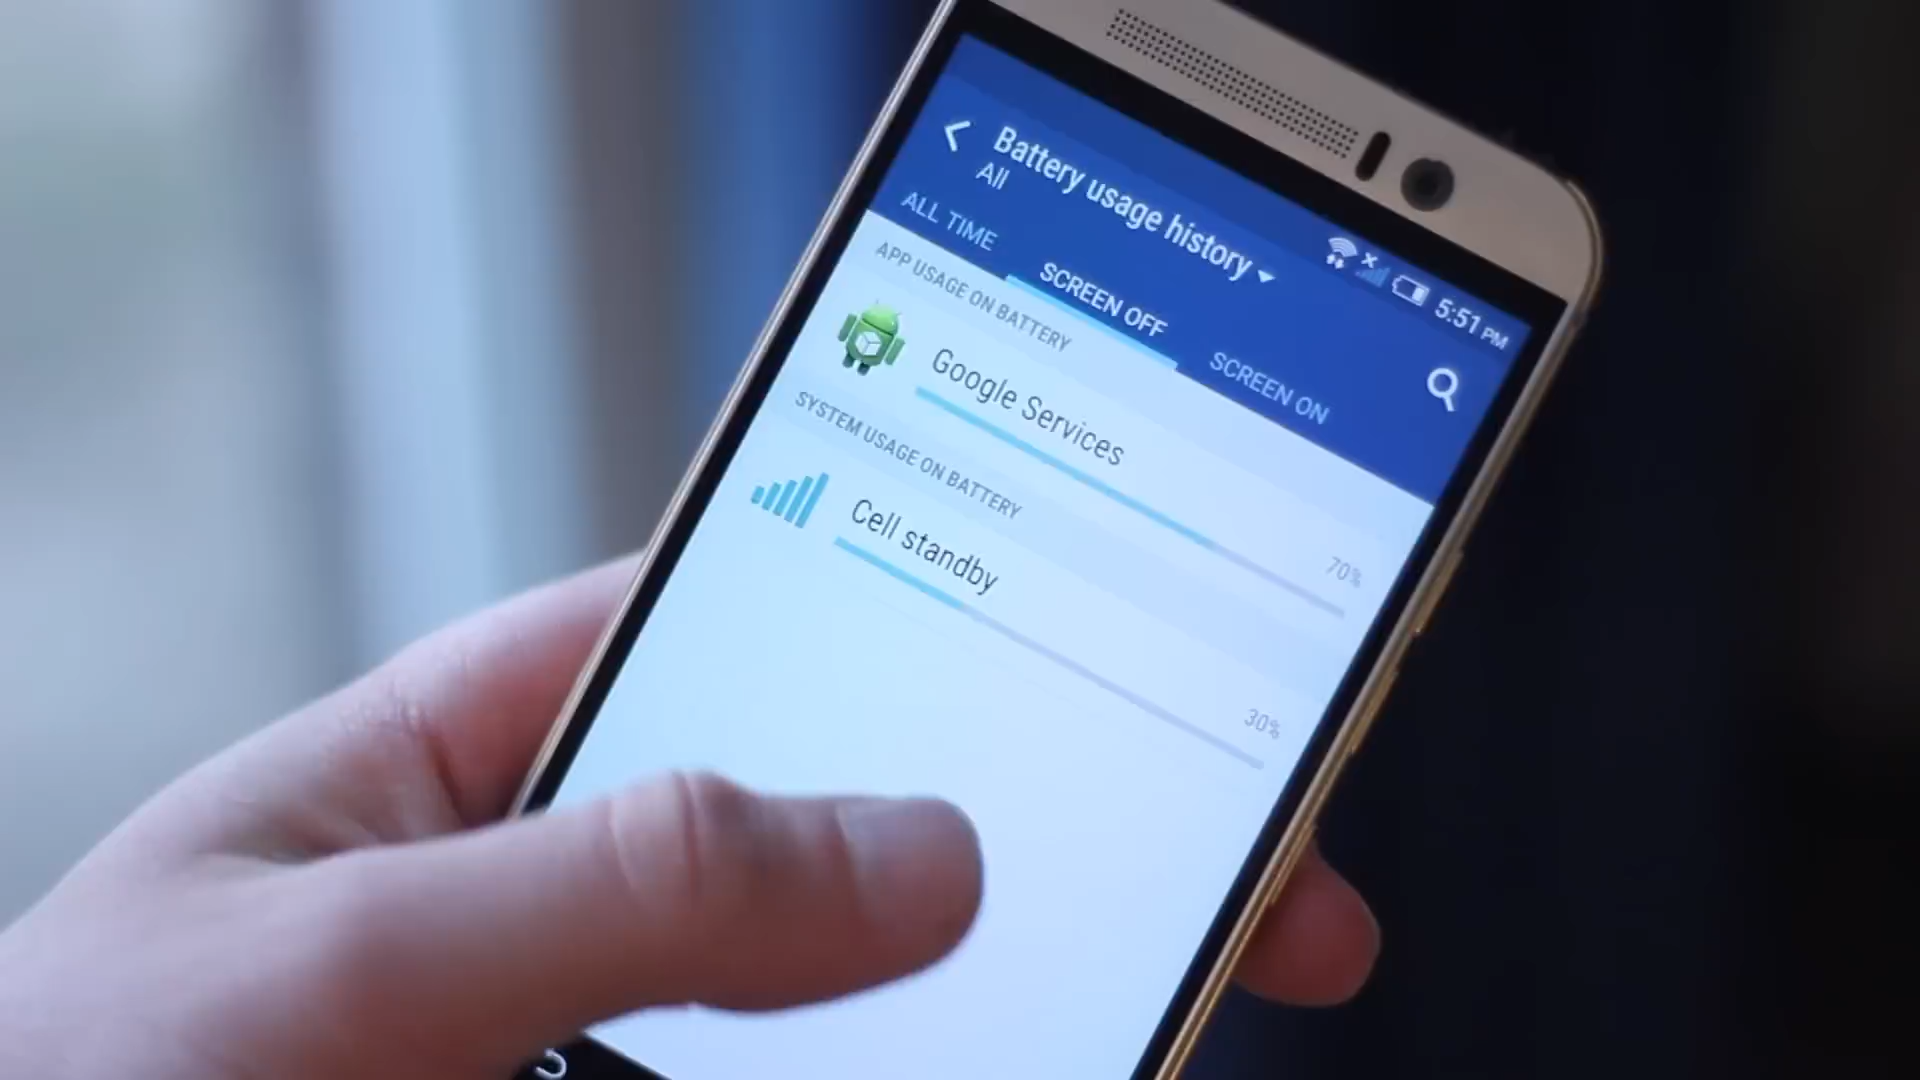 5:51 PM
Battery usage history
All
ALL TIME
SCREEN OFF
SCREEN ON
APP USAGE ON BATTERY
Google Services
70%
SYSTEM USAGE ON BATTERY
Cell standby
30%